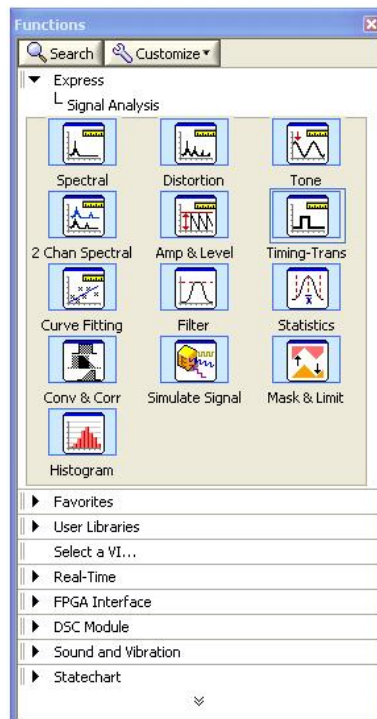 Functions
Search Customize
Express
Signal Analysis
Spectral Distortion Tone
2 Chan Spectral Amp & Level Timing-Trans
Curve Fitting Filter Statistics
Conv & Corr Simulate Signal Mask & Limit
Histogram
Favorites
User Libraries
Select a VI...
Real-Time
FPGA Interface
DSC Module
Sound and Vibration
Statechart